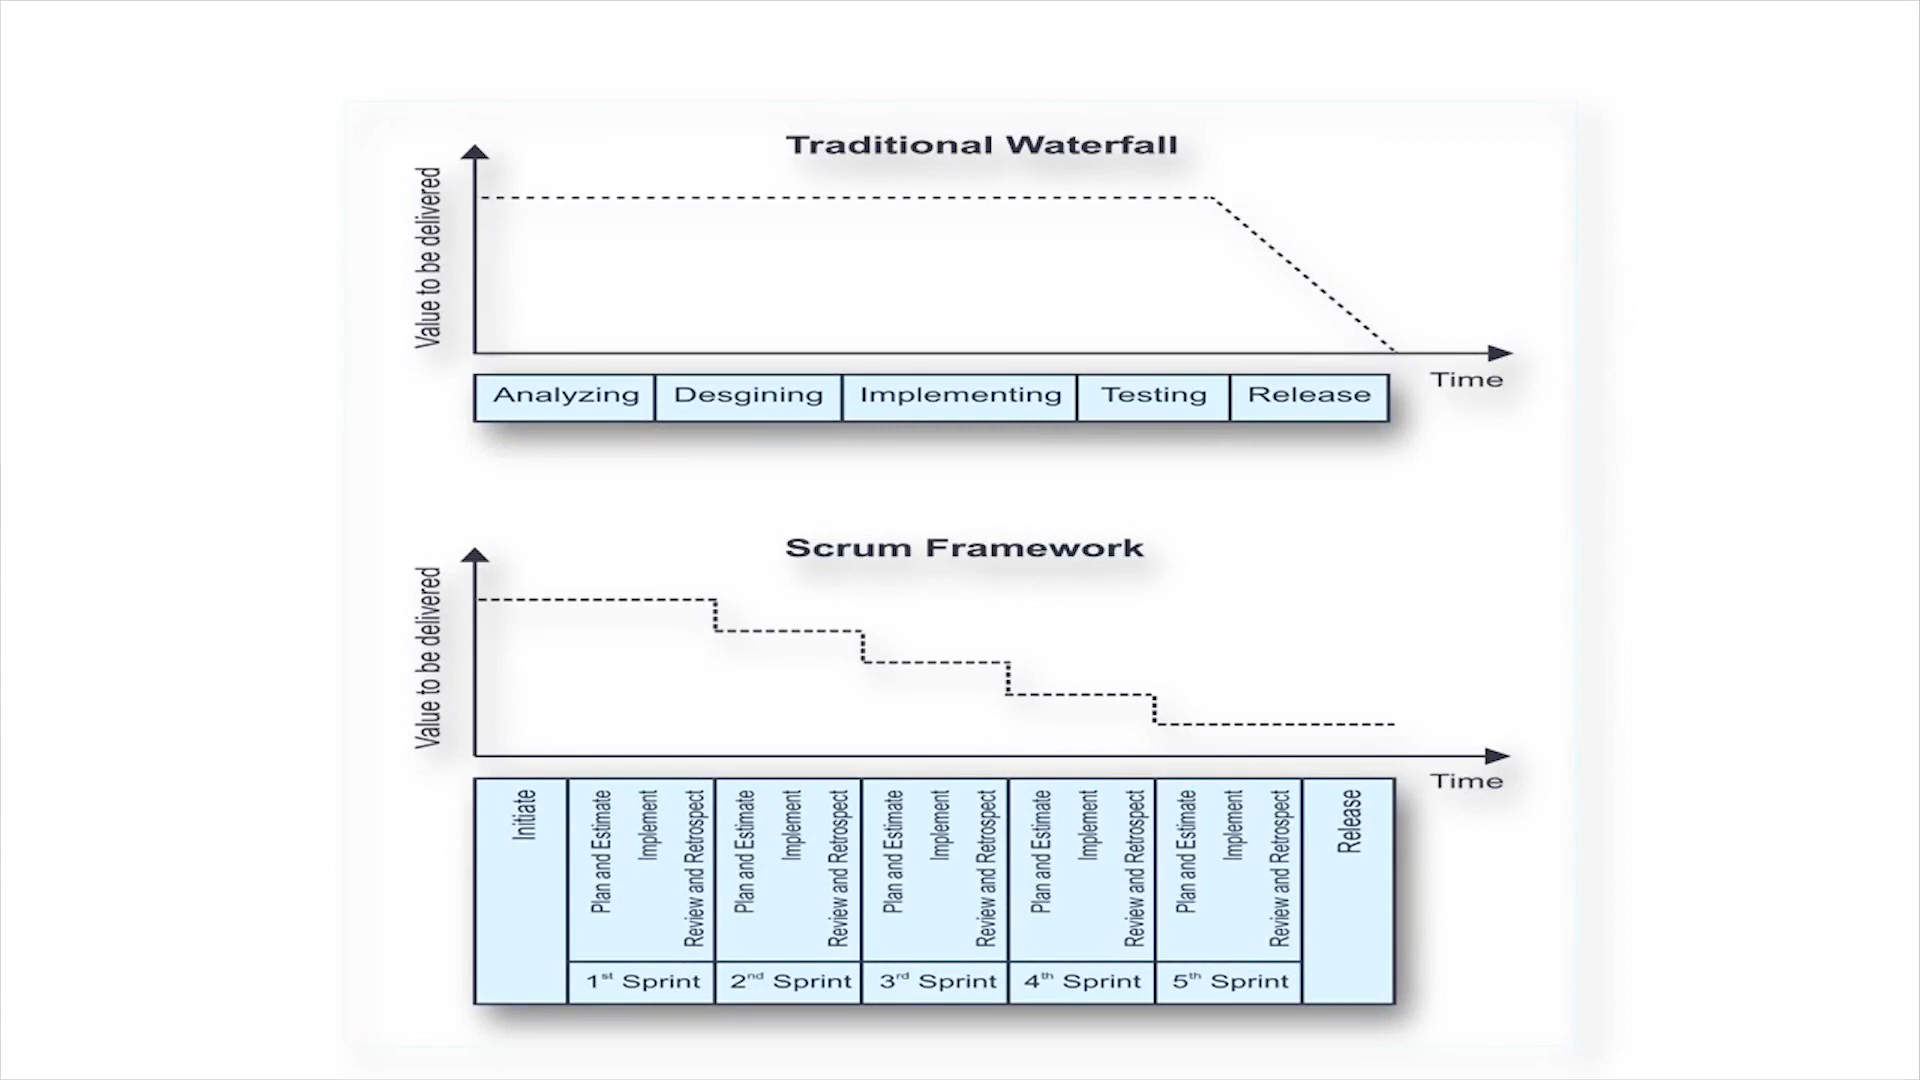 Traditional Waterfall
Value to be delivered
Time
Analyzing
Desgining
Implementing
Testing
Release
Scrum Framework
Value to be delivered
Time
Initiate
Plan and Estimate
Implement
Review and Retrospect
1st Sprint
Plan and Estimate
Implement
Review and Retrospect
2nd Sprint
Plan and Estimate
Implement
Review and Retrospect
3rd Sprint
Plan and Estimate
Implement
Review and Retrospect
4th Sprint
Plan and Estimate
Implement
Review and Retrospect
5th Sprint
Release